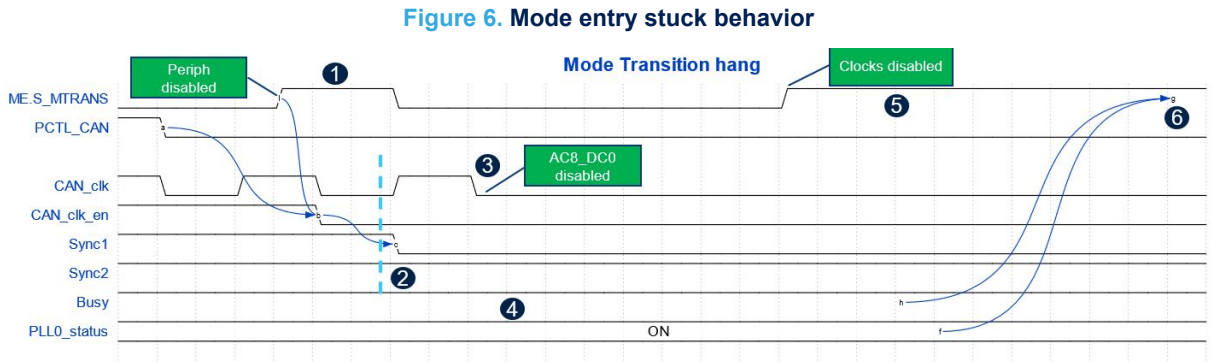 Figure 6. Mode entry stuck behavior
Mode Transition hang
Periph
disabled
1
Clocks disabled
ME.S_MTRANS
5
g
6
PCTL_CAN
a
3
AC8_DC0
disabled
CAN_clk
CAN_clk_en
b
Sync1
c
Sync2
2
Busy
4
h
PLL0_status
ON
f